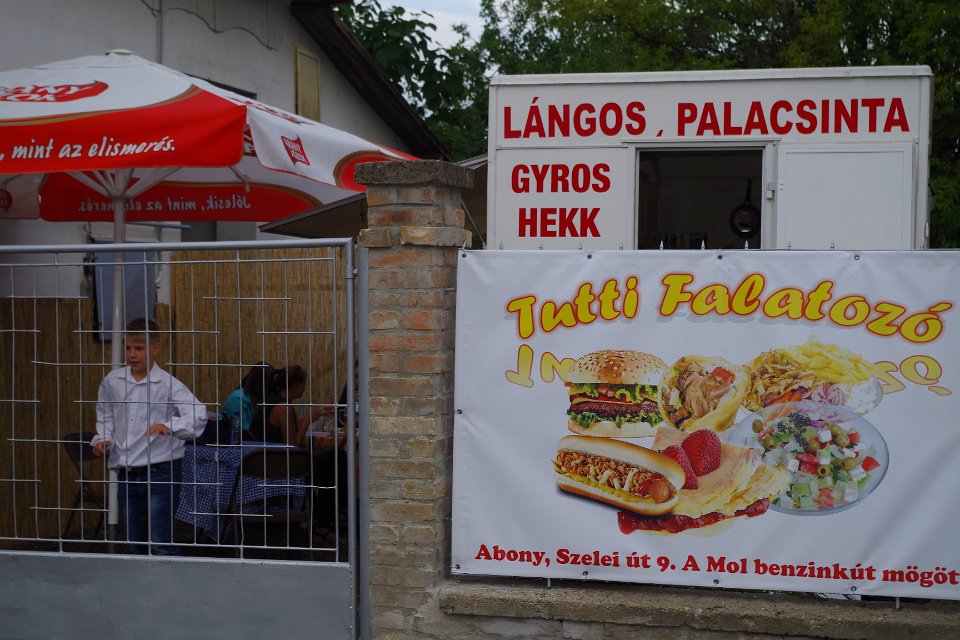 , mint az elismerés.
Jólesik, mint az elismerés.
LÁNGOS, PALACSINTA
GYROS
HEKK
Tutti Falatozó
Abony, Szelei út 9. A Mol benzinkút mögött